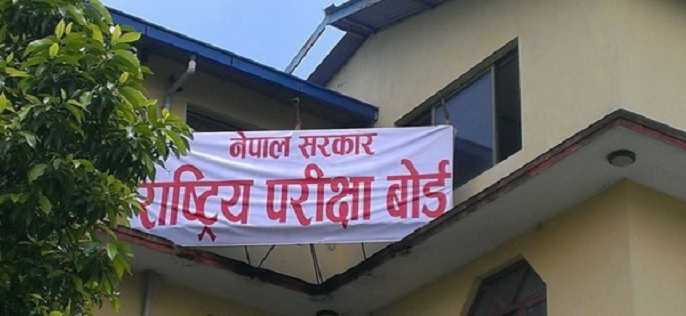 नेपाल सरकार
राष्ट्रिय परीक्षा बोर्ड